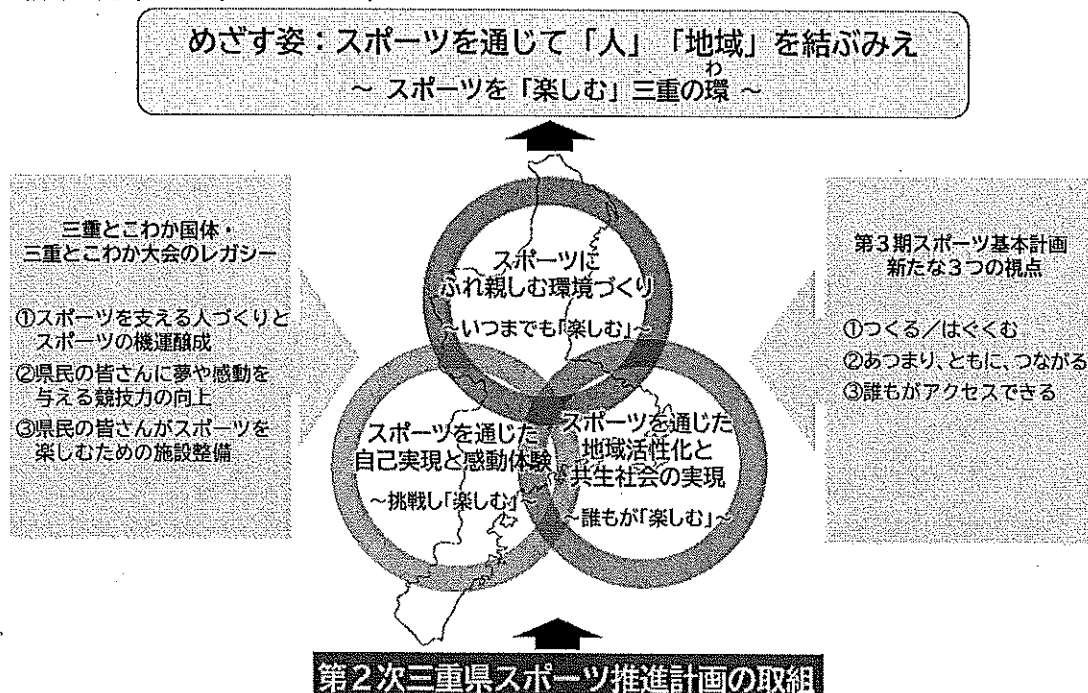 めざす姿：スポーツを通じて「人」「地域」を結ぶみえ
わ
～ スポーツを「楽しむ」三重の環 ～
三重とこわか国体・
三重とこわか大会のレガシー
①スポーツを支える人づくりと
スポーツの機運醸成
②県民の皆さんに夢や感動を
与える競技力の向上
③県民の皆さんがスポーツを
楽しむための施設整備
スポーツに
ふれ親しむ環境づくり
～いつまでも「楽しむ」～
スポーツを通じた
自己実現と感動体験
～挑戦し「楽しむ」～
スポーツを通じた
地域活性化と
共生社会の実現
～誰もが「楽しむ」～
第３期スポーツ基本計画
新たな３つの視点
①つくる／はぐくむ
②あつまり、ともに、つながる
③誰もがアクセスできる
第２次三重県スポーツ推進計画の取組